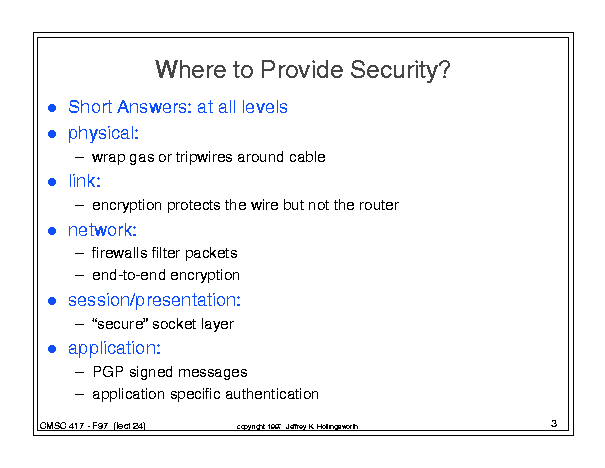 Where to Provide Security?
● Short Answers: at all levels
● physical:
– wrap gas or tripwires around cable
● link:
– encryption protects the wire but not the router
● network:
– firewalls filter packets
– end-to-end encryption
● session/presentation:
– “secure” socket layer
● application:
– PGP signed messages
– application specific authentication
CMSC 417 - F97 (lect 24)
copyright 1997 Jeffrey K. Hollingsworth
3